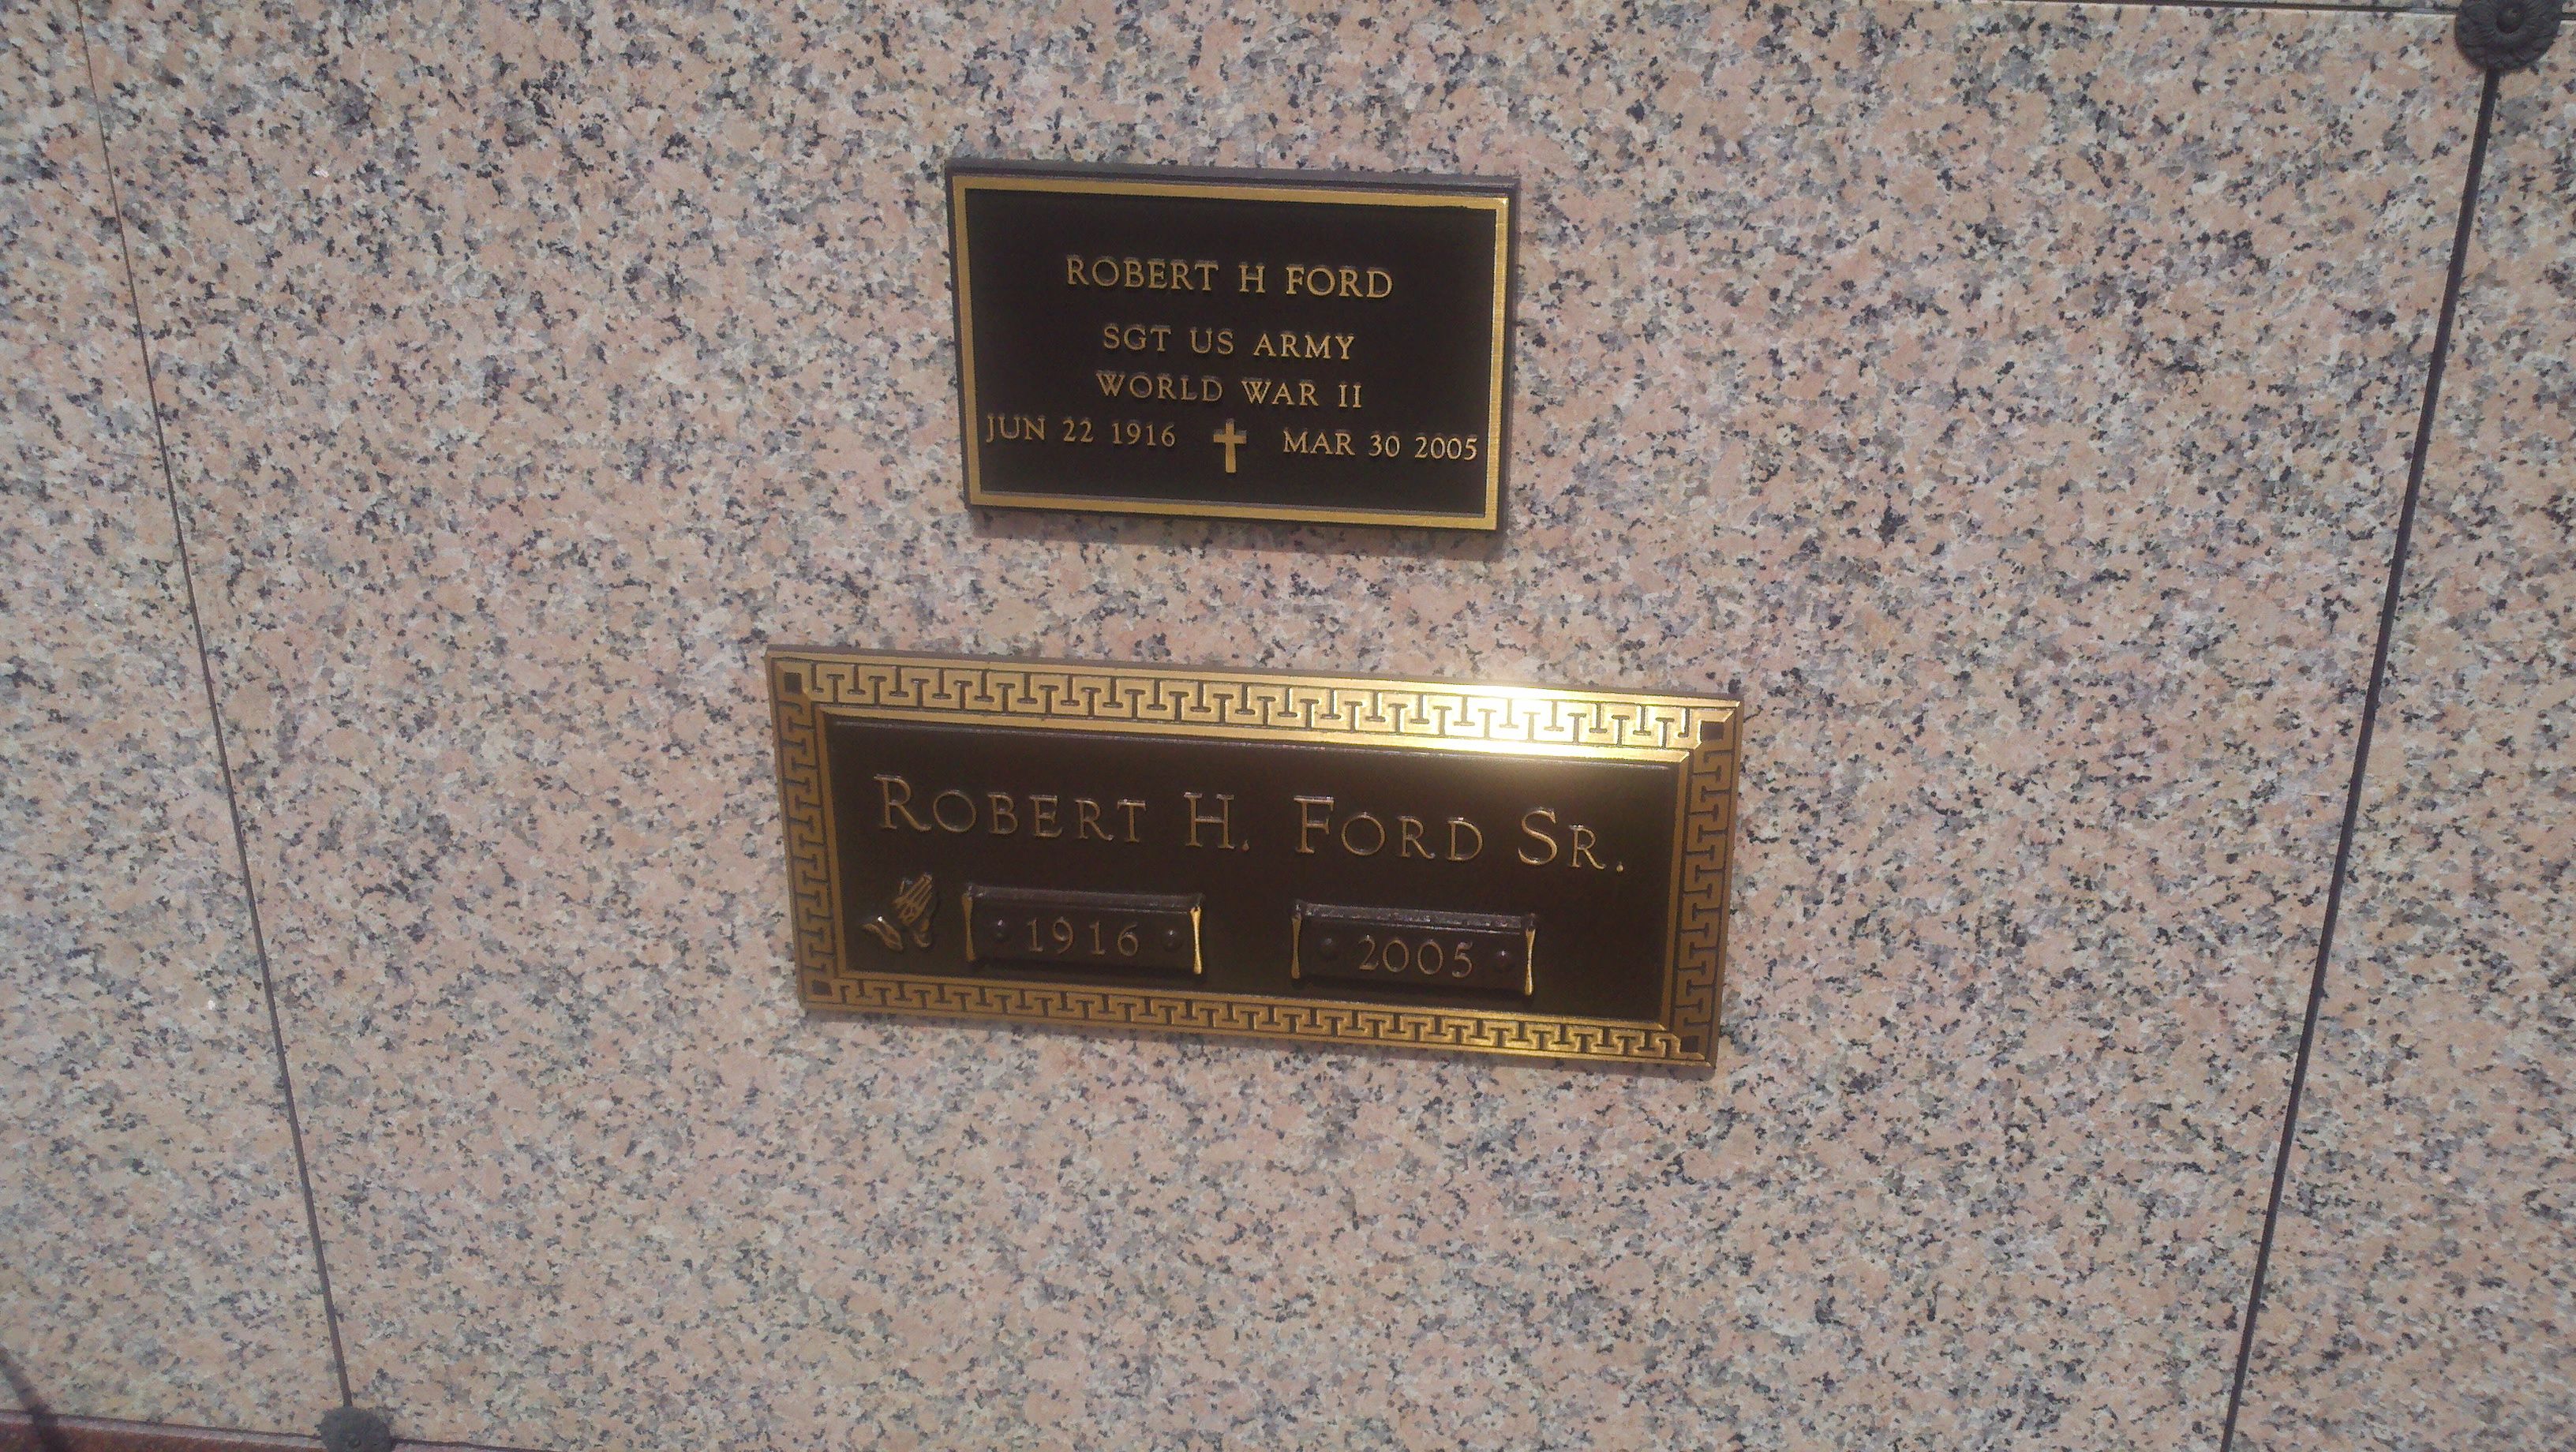 ROBERT H FORD
SGT US ARMY
WORLD WAR II
JUN 22 1916 MAR 30 2005
ROBERT H. FORD SR.
1916 2005